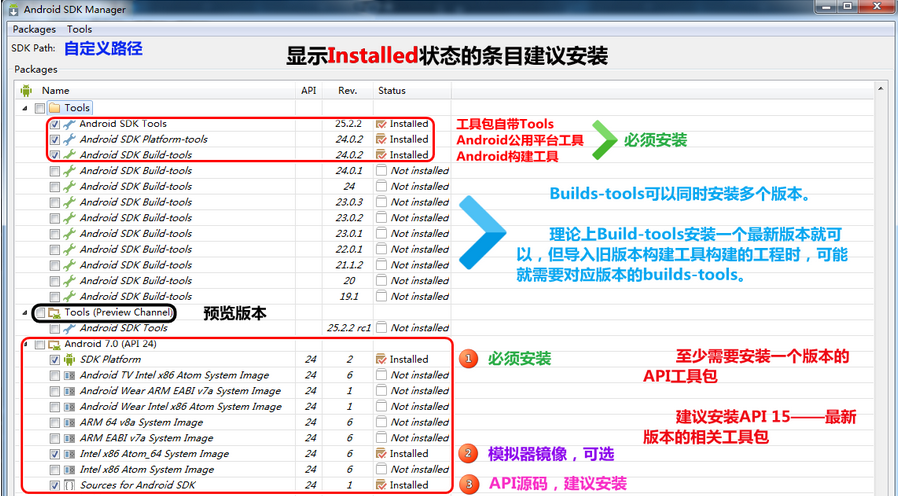 Android SDK Manager
Packages Tools
SDK Path: 自定义路径
显示Installed状态的条目建议安装
Packages
Name API Rev. Status
Tools
Android SDK Tools 25.2.2 Installed
Android SDK Platform-tools 24.0.2 Installed
Android SDK Build-tools 24.0.2 Installed
工具包自带Tools
Android公用平台工具
Android构建工具
必须安装
Android SDK Build-tools 24.0.1 Not installed
Android SDK Build-tools 24 Not installed
Android SDK Build-tools 23.0.3 Not installed
Android SDK Build-tools 23.0.2 Not installed
Android SDK Build-tools 23.0.1 Not installed
Android SDK Build-tools 22.0.1 Not installed
Android SDK Build-tools 21.1.2 Not installed
Android SDK Build-tools 20 Not installed
Android SDK Build-tools 19.1 Not installed
Builds-tools可以同时安装多个版本。
理论上Build-tools安装一个最新版本就可
以，但导入旧版本构建工具构建的工程时，可能
就需要对应版本的builds-tools。
Tools (Preview Channel) 预览版本
Android SDK Tools 25.2.2 rc1 Not installed
Android 7.0 (API 24)
SDK Platform 24 2 Installed
Android TV Intel x86 Atom System Image 24 6 Not installed
Android Wear ARM EABI v7a System Image 24 1 Not installed
Android Wear Intel x86 Atom System Image 24 1 Not installed
ARM 64 v8a System Image 24 6 Not installed
ARM EABI v7a System Image 24 6 Not installed
Intel x86 Atom_64 System Image 24 6 Installed
Intel x86 Atom System Image 24 6 Not installed
Sources for Android SDK 24 1 Installed
1 必须安装
至少需要安装一个版本的
API工具包
建议安装API 15——最新
版本的相关工具包
2 模拟器镜像，可选
3 API源码，建议安装